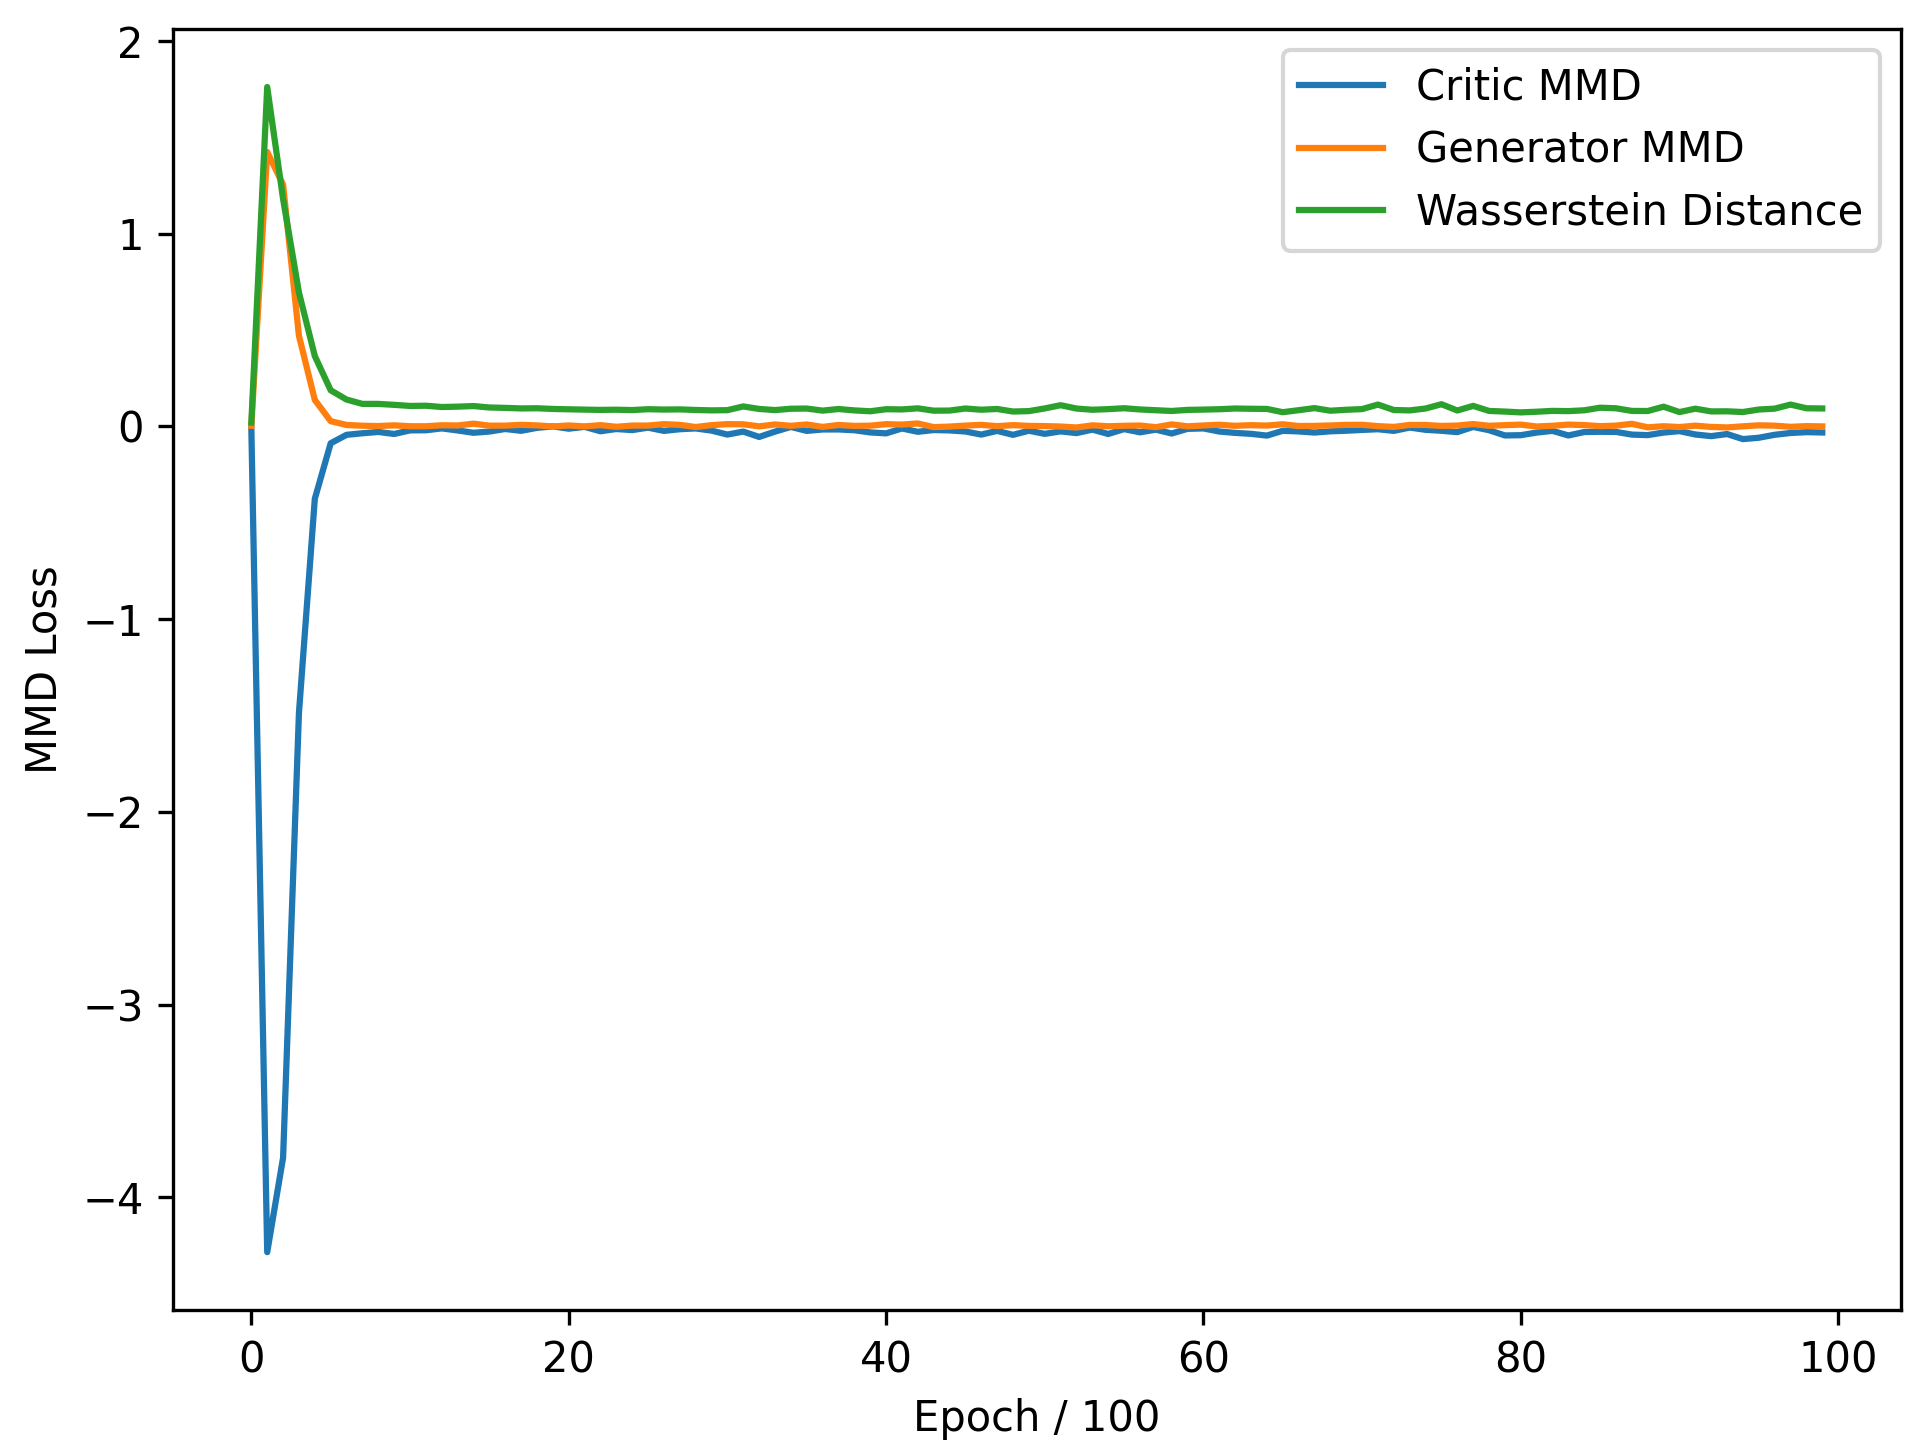 2
1
0
−1
−2
−3
−4
MMD Loss
Critic MMD
Generator MMD
Wasserstein Distance
0 20 40 60 80 100
Epoch / 100